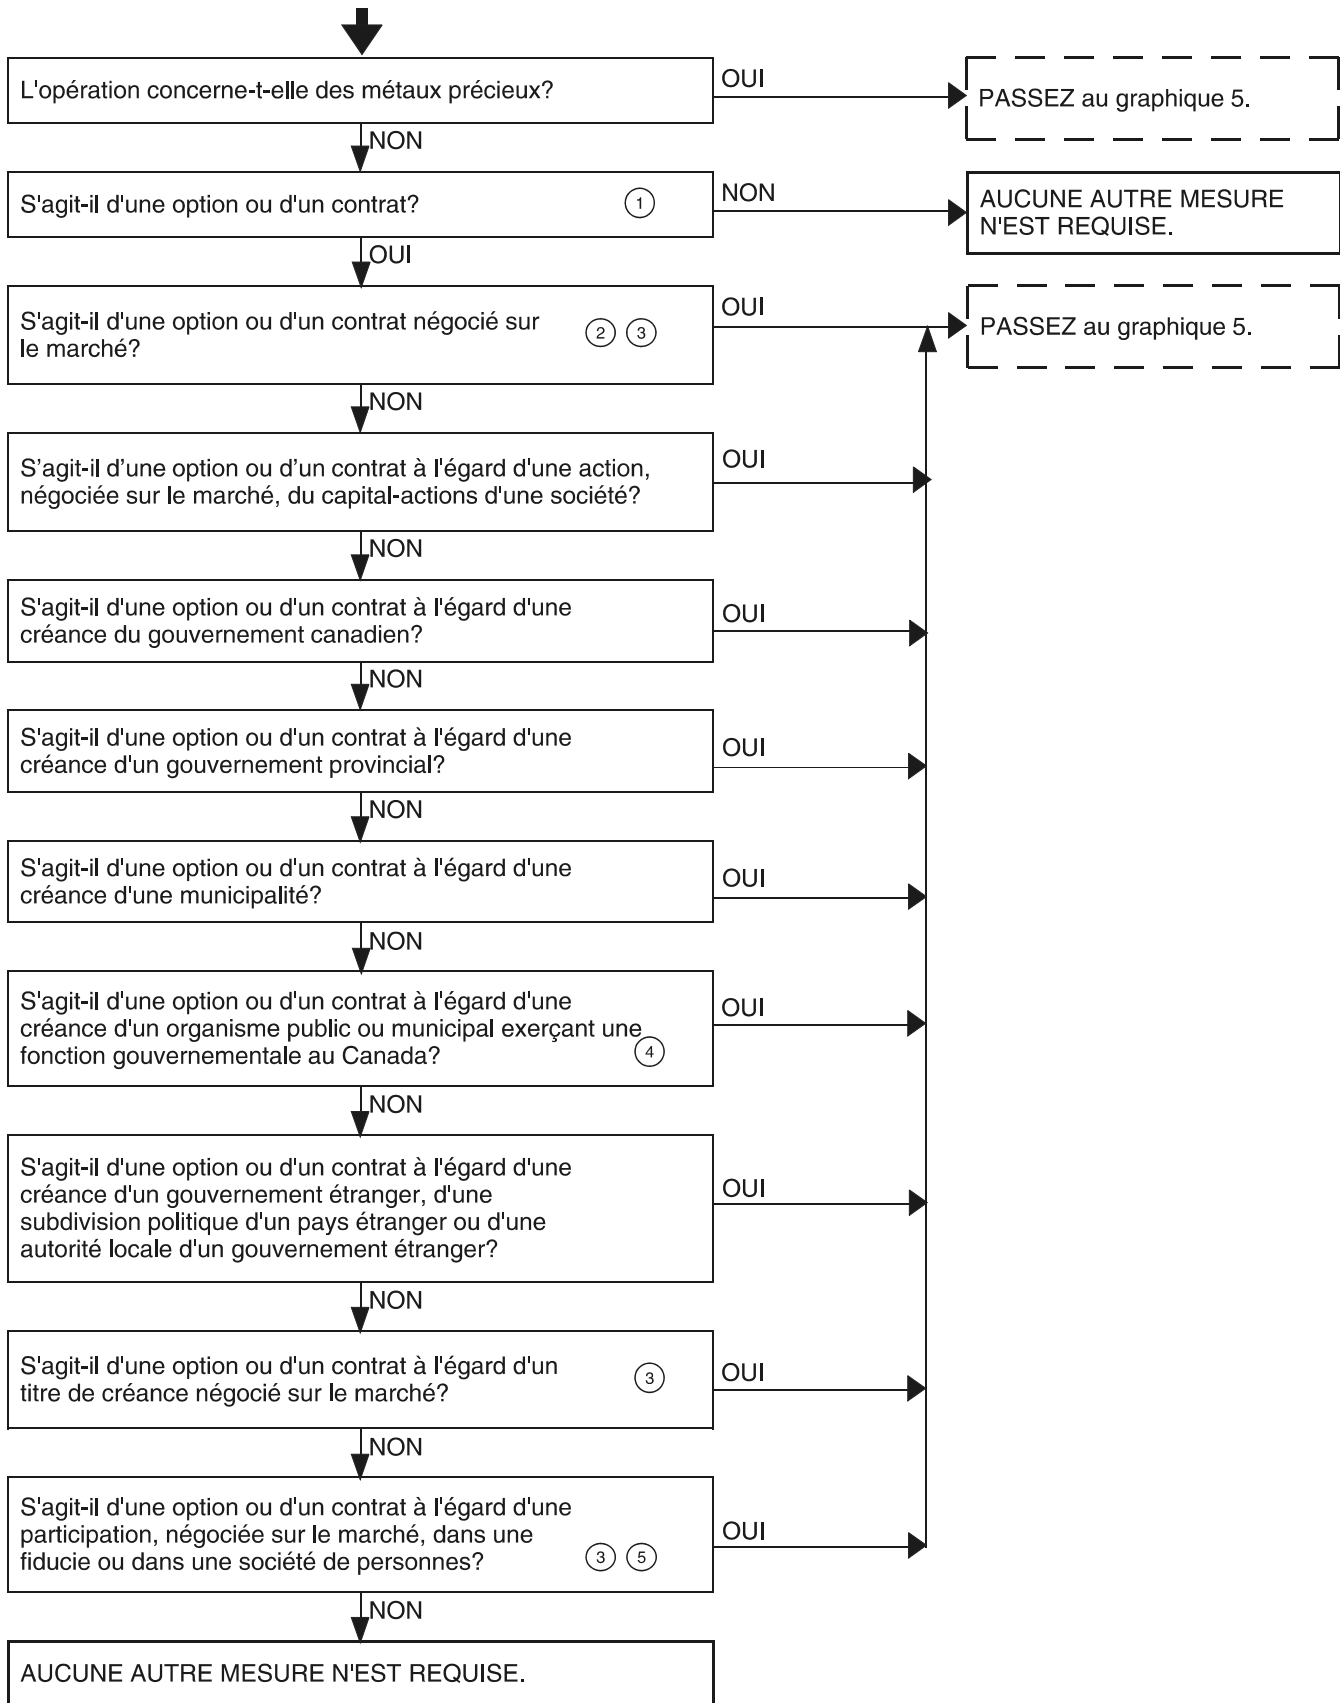 L'opération concerne-t-elle des métaux précieux?
OUI
PASSEZ au graphique 5.
NON
S'agit-il d'une option ou d'un contrat?
1
NON
AUCUNE AUTRE MESURE
N'EST REQUISE.
OUI
S'agit-il d'une option ou d'un contrat négocié sur
le marché?
2 3
OUI
PASSEZ au graphique 5.
NON
S’agit-il d’une option ou d’un contrat à l'égard d'une action,
négociée sur le marché, du capital-actions d'une société?
OUI
NON
S'agit-il d'une option ou d'un contrat à l'égard d'une
créance du gouvernement canadien?
OUI
NON
S'agit-il d'une option ou d'un contrat à l'égard d'une
créance d'un gouvernement provincial?
OUI
NON
S'agit-il d'une option ou d'un contrat à l'égard d'une
créance d'une municipalité?
OUI
NON
S'agit-il d'une option ou d'un contrat à l'égard d'une
créance d'un organisme public ou municipal exerçant une
fonction gouvernementale au Canada?
4
OUI
NON
S'agit-il d'une option ou d'un contrat à l'égard d'une
créance d'un gouvernement étranger, d'une
subdivision politique d'un pays étranger ou d'une
autorité locale d'un gouvernement étranger?
OUI
NON
S'agit-il d'une option ou d'un contrat à l'égard d'un
titre de créance négocié sur le marché?
3
OUI
NON
S'agit-il d'une option ou d'un contrat à l'égard d'une
participation, négociée sur le marché, dans une
fiducie ou dans une société de personnes?
3 5
OUI
NON
AUCUNE AUTRE MESURE N'EST REQUISE.